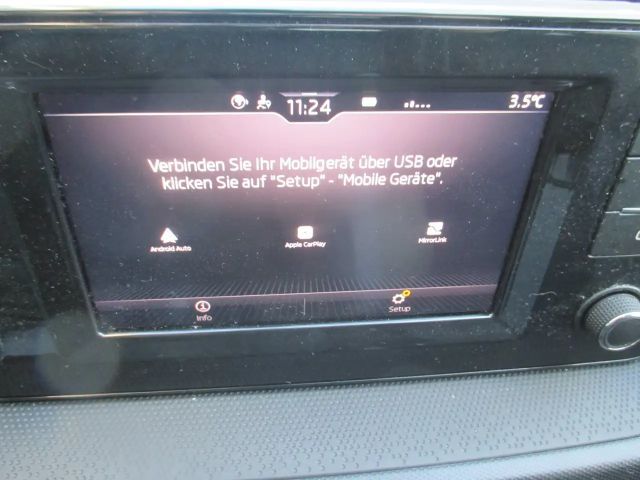 11:24
3.5°C
Verbinden Sie Ihr Mobilgerät über USB oder
klicken Sie auf "Setup" - "Mobile Geräte".
Android Auto
Apple CarPlay
MirrorLink
Info
Setup